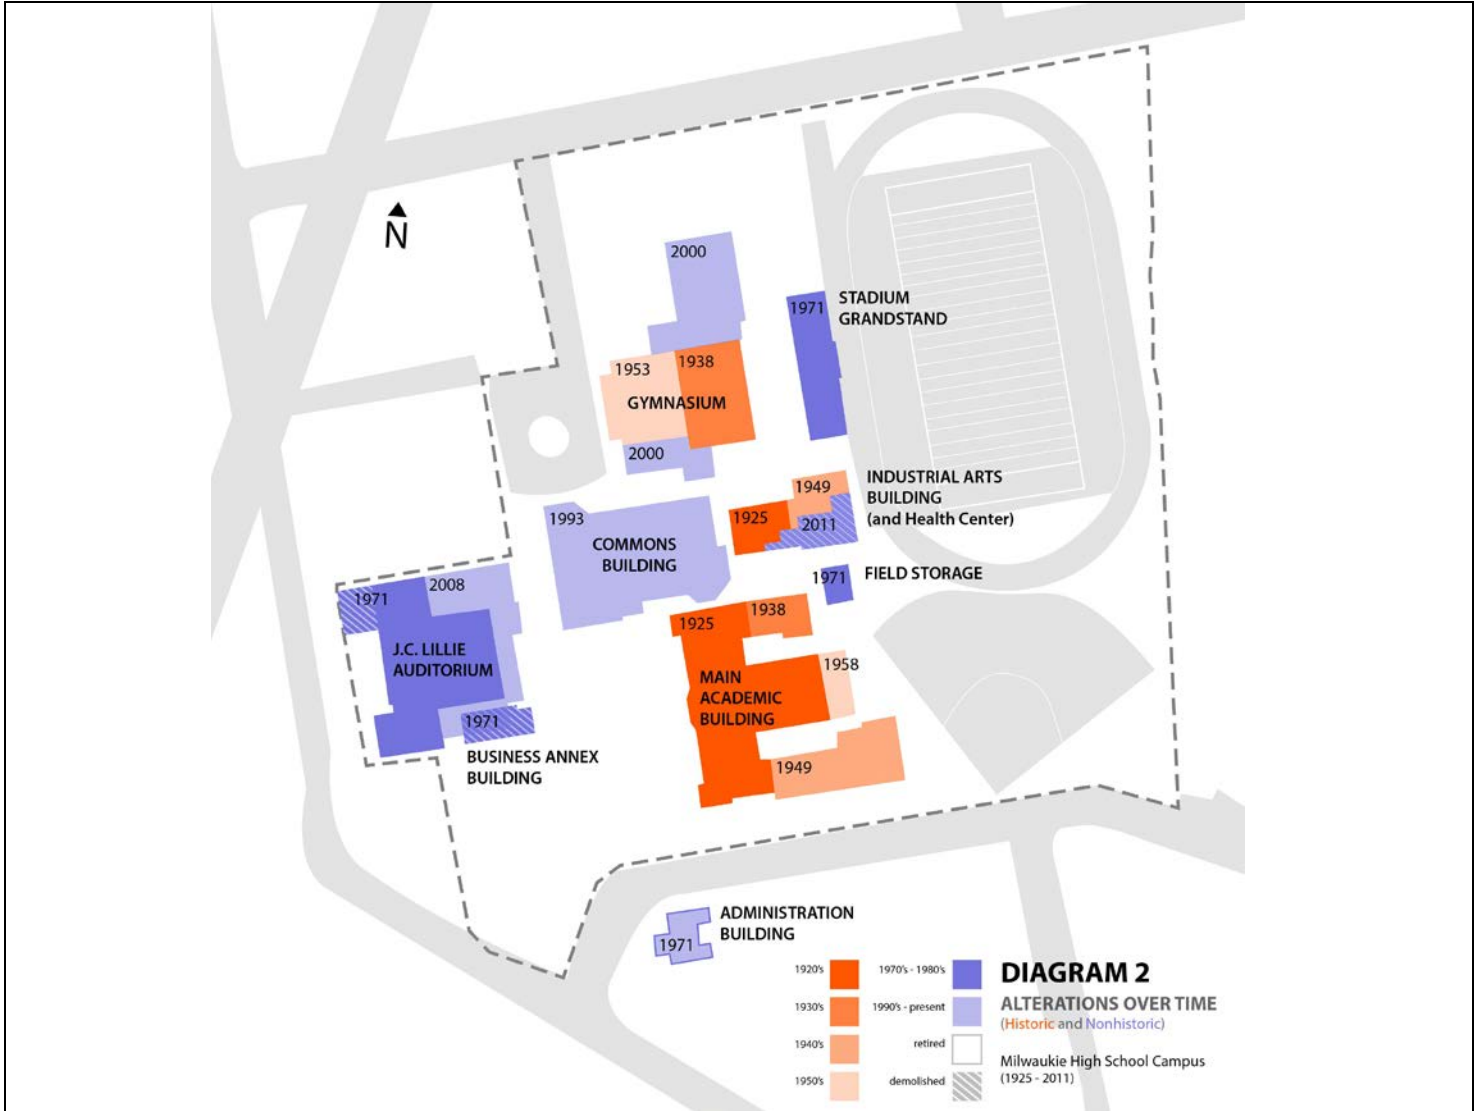 N
2000
1971
STADIUM
GRANDSTAND
1953
1938
GYMNASIUM
2000
INDUSTRIAL ARTS
BUILDING
(and Health Center)
1949
1925
2011
1993
COMMONS
BUILDING
1971
FIELD STORAGE
1971
2008
J.C. LILLIE
AUDITORIUM
1971
BUSINESS ANNEX
BUILDING
1925
1938
1958
MAIN
ACADEMIC
BUILDING
1949
ADMINISTRATION
BUILDING
1971
1920's
1930's
1940's
1950's
1970's - 1980's
1990's - present
retired
demolished
DIAGRAM 2
ALTERATIONS OVER TIME
(Historic and Nonhistoric)
Milwaukie High School Campus
(1925 - 2011)